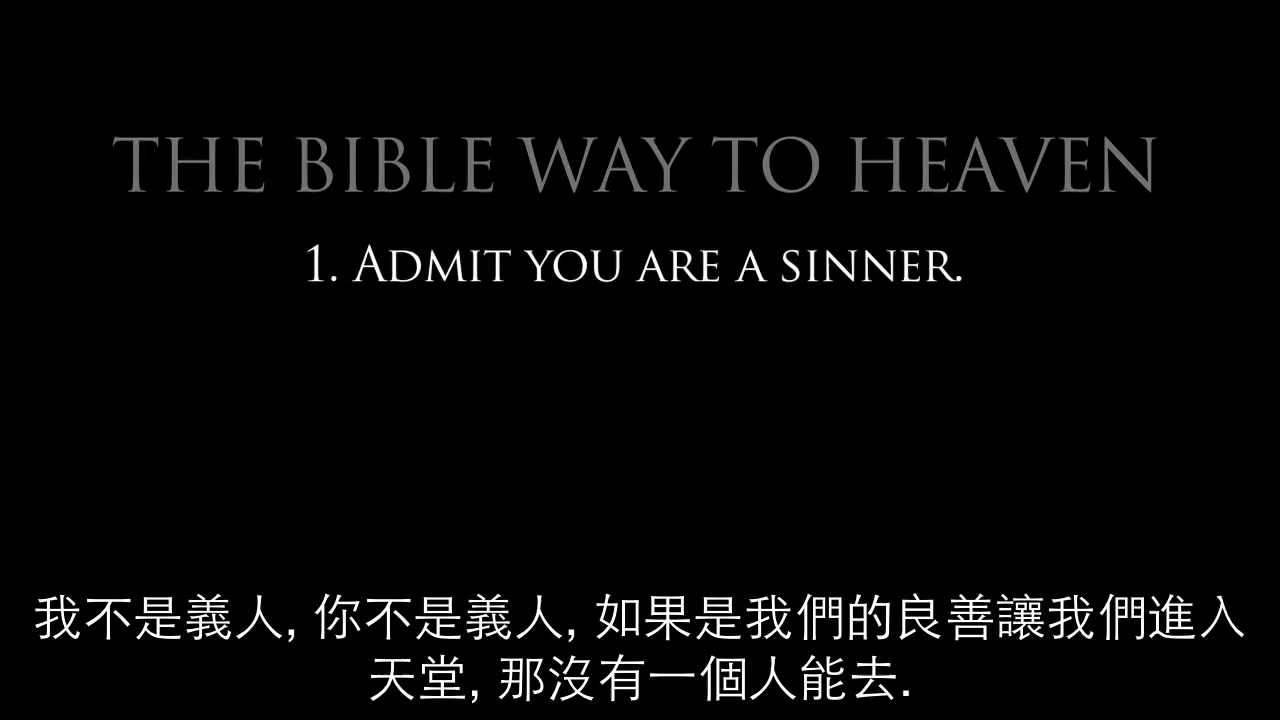 THE BIBLE WAY TO HEAVEN
1. ADMIT YOU ARE A SINNER.
我不是義人, 你不是義人, 如果是我們的良善讓我們進入
天堂, 那沒有一個人能去.